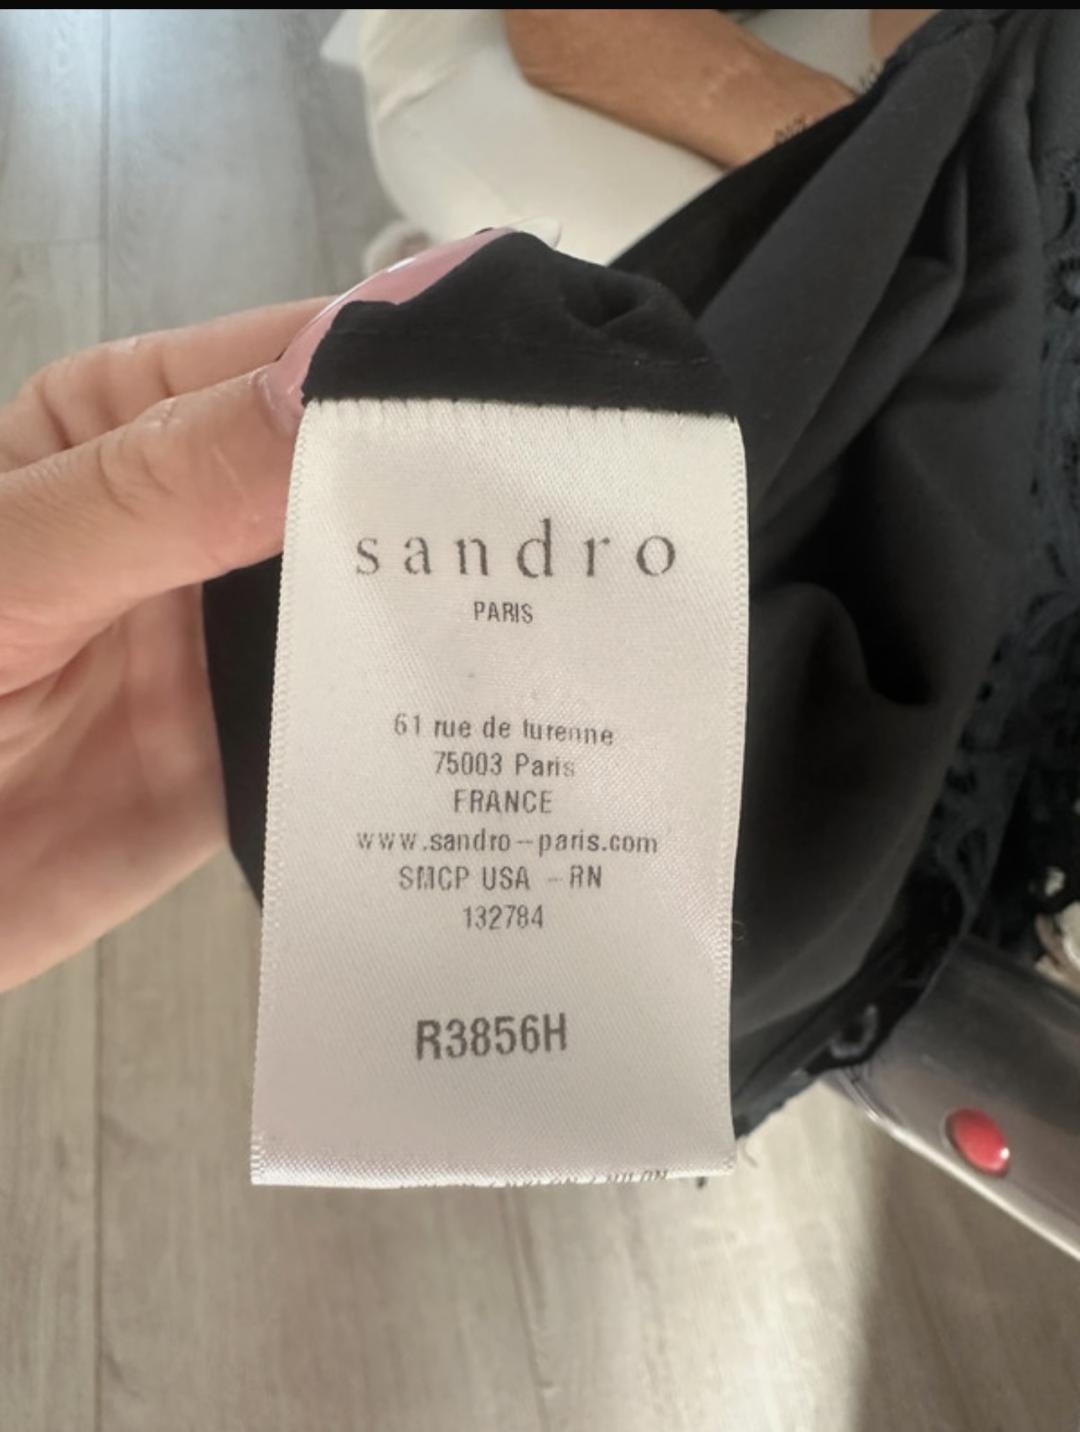 sandro
PARIS
61 rue de turenne
75003 Paris
FRANCE
www.sandro-paris.com
SMCP USA - RN
132784
R3856H